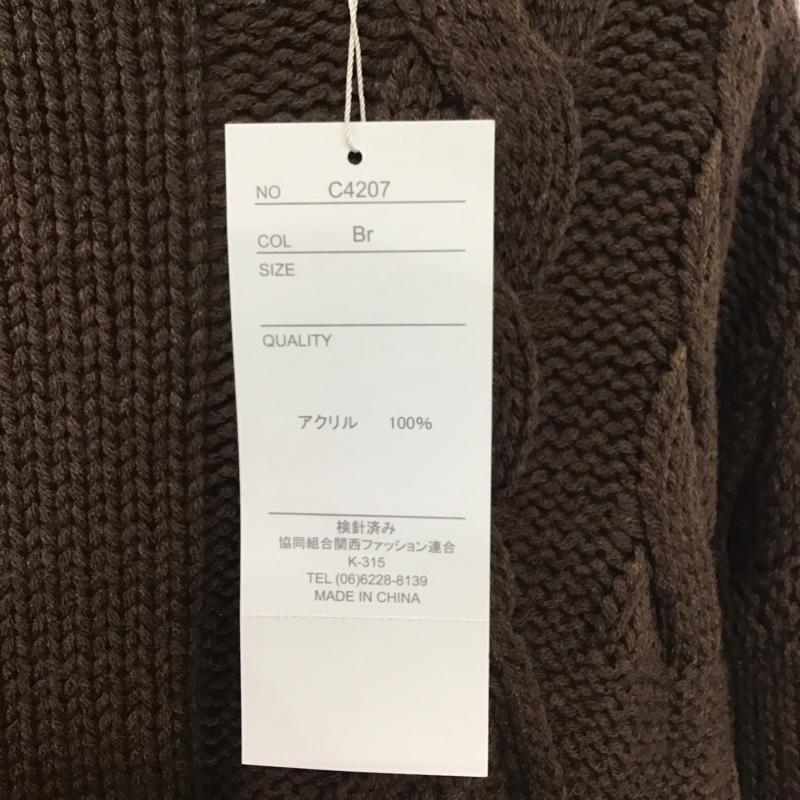 NO C4207
COL Br
SIZE
QUALITY
アクリル 100%
検針済み
協同組合関西ファッション連合
K-315
TEL (06)6228-8139
MADE IN CHINA